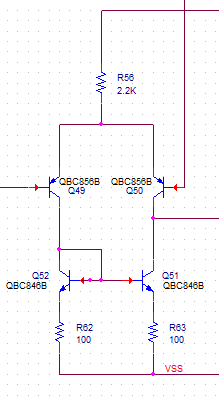 R56
2.2K
QBC856B
Q49
QBC856B
Q50
Q52
QBC846B
Q51
QBC846B
R62
100
R63
100
VSS